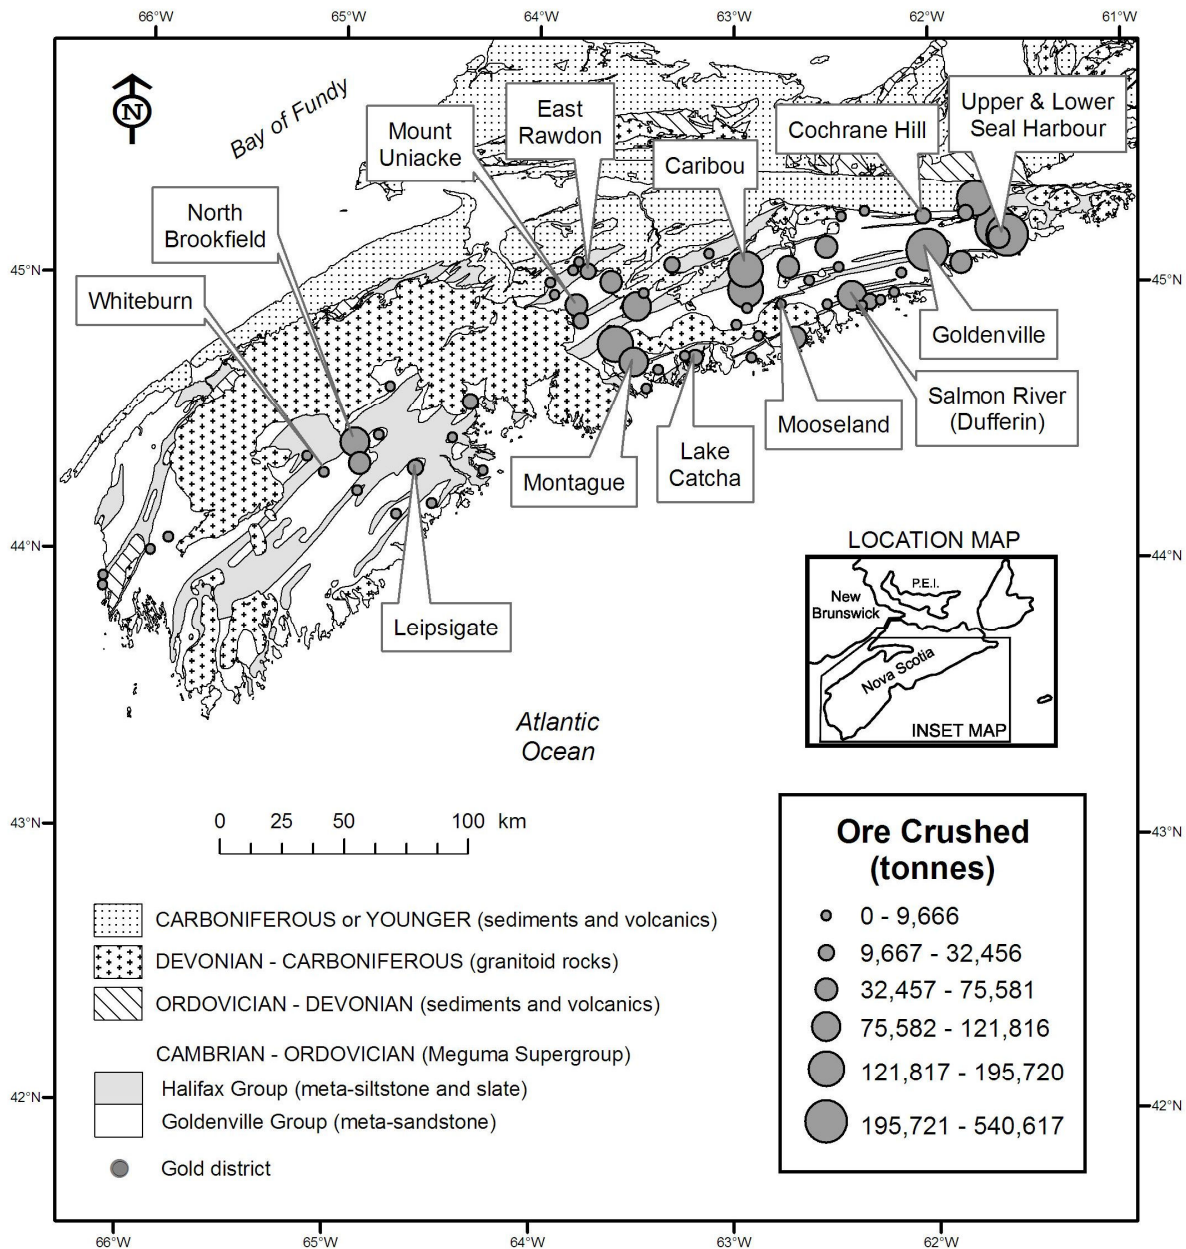 66°W
65°W
64°W
63°W
62°W
61°W
N
Bay of Fundy
East
Rawdon
Mount
Uniacke
Upper & Lower
Seal Harbour
Cochrane Hill
Caribou
North
Brookfield
45°N
45°N
Whiteburn
Goldenville
Salmon River
(Dufferin)
Mooseland
Lake
Catcha
Montague
44°N
44°N
Leipsigate
LOCATION MAP
P.E.I.
New
Brunswick
Nova Scotia
INSET MAP
Atlantic
Ocean
43°N
43°N
0 25 50 100 km
Ore Crushed
(tonnes)
0 - 9,666
9,667 - 32,456
32,457 - 75,581
75,582 - 121,816
121,817 - 195,720
195,721 - 540,617
CARBONIFEROUS or YOUNGER (sediments and volcanics)
DEVONIAN - CARBONIFEROUS (granitoid rocks)
ORDOVICIAN - DEVONIAN (sediments and volcanics)
CAMBRIAN - ORDOVICIAN (Meguma Supergroup)
Halifax Group (meta-siltstone and slate)
Goldenville Group (meta-sandstone)
Gold district
42°N
42°N
66°W
65°W
64°W
63°W
62°W